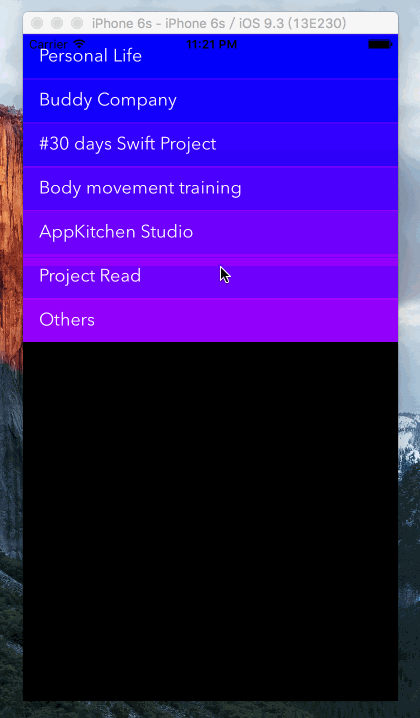 iPhone 6s - iPhone 6s / iOS 9.3 (13E230)
Carrier 11:21 PM
Personal Life
Buddy Company
#30 days Swift Project
Body movement training
AppKitchen Studio
Project Read
Others